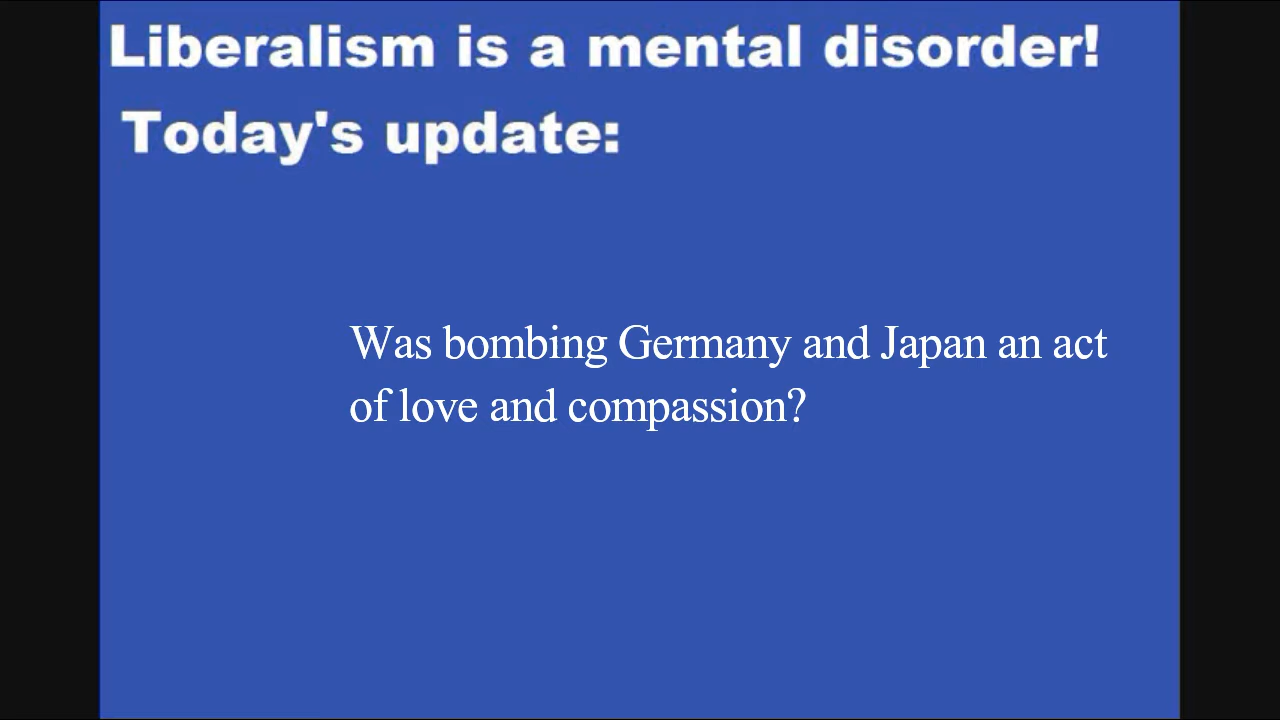 Liberalism is a mental disorder!
Today's update:
Was bombing Germany and Japan an act
of love and compassion?